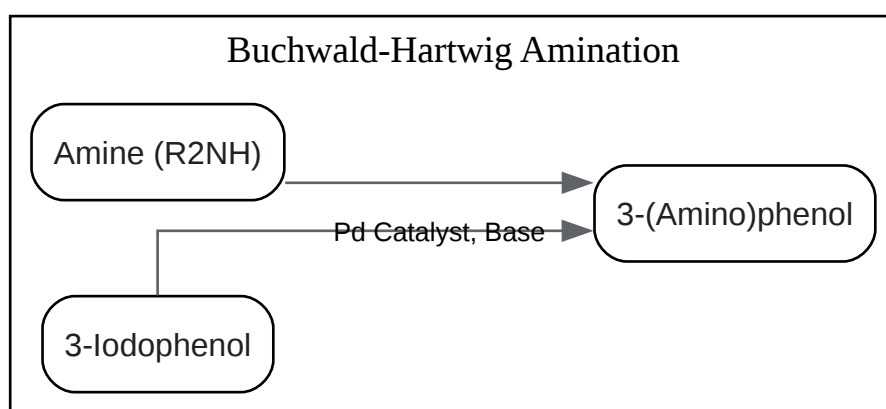 Buchwald-Hartwig Amination
Amine (R2NH)
3-(Amino)phenol
Pd Catalyst, Base
3-Iodophenol